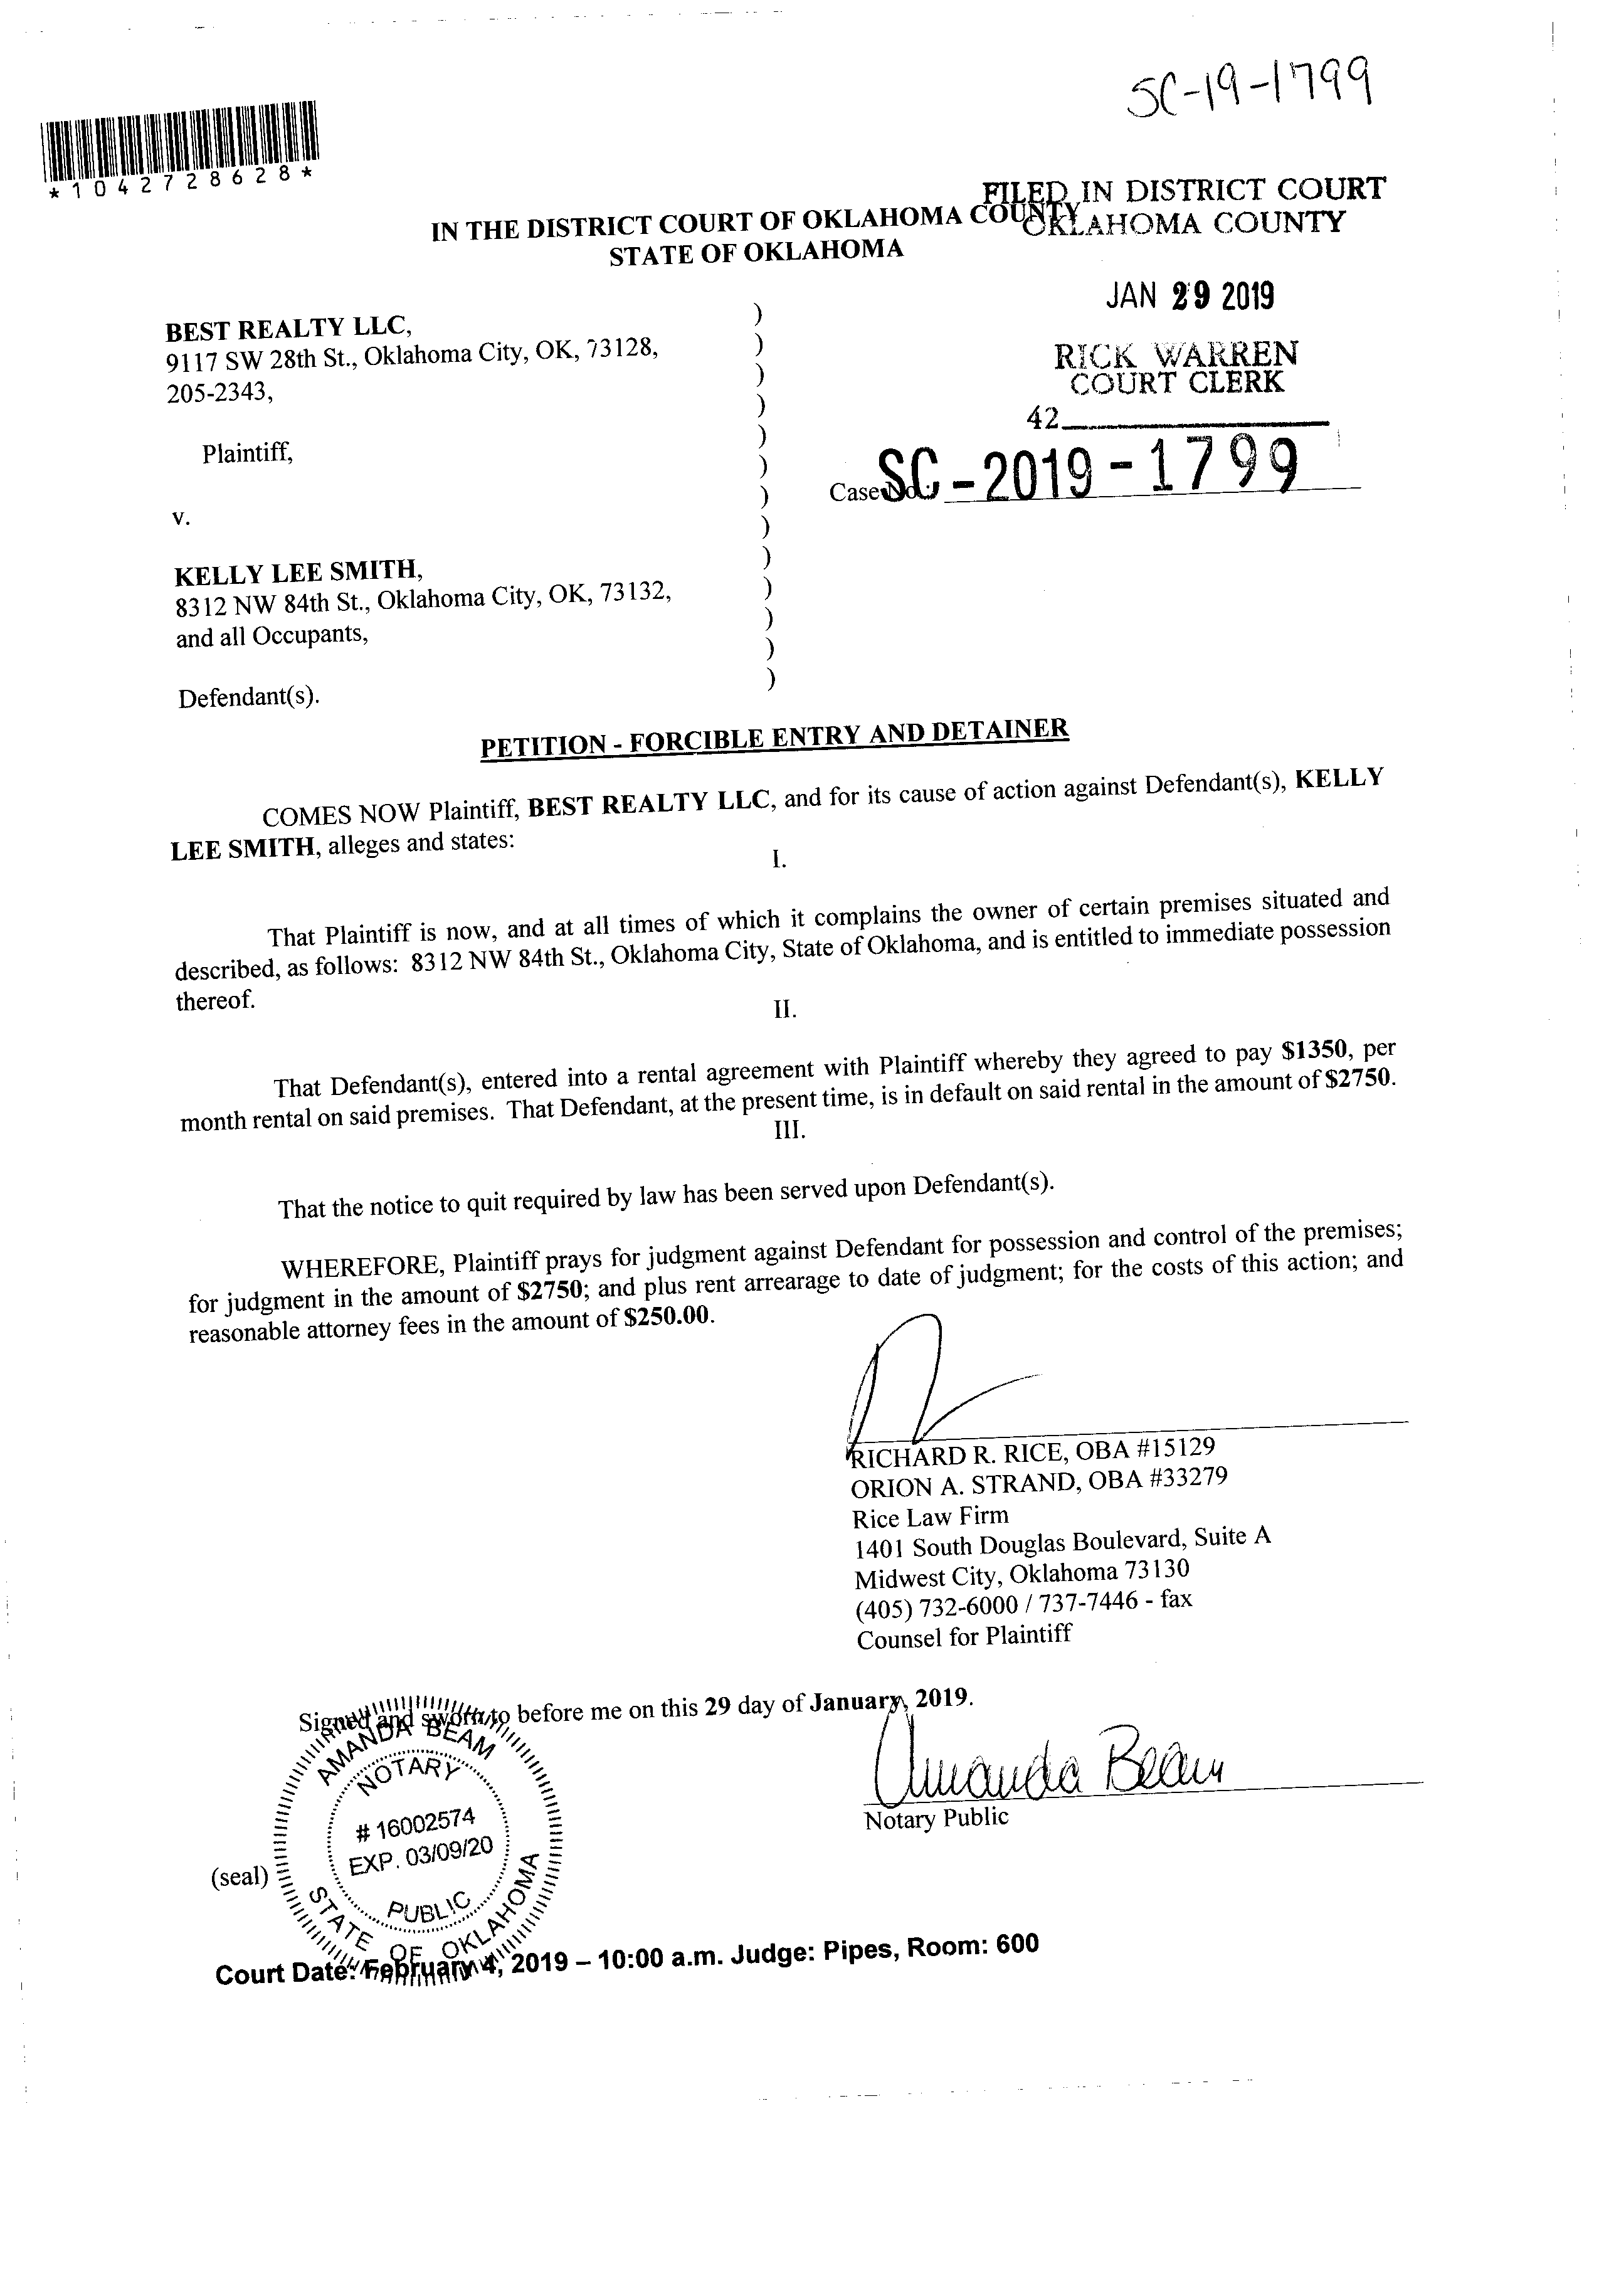 SC-19-1799
*1042728628*
FILED IN DISTRICT COURT
OKLAHOMA COUNTY
IN THE DISTRICT COURT OF OKLAHOMA COUNTY
STATE OF OKLAHOMA
JAN 29 2019
RICK WARREN
COURT CLERK
42
Case No.: SC-2019-1799
BEST REALTY LLC,
9117 SW 28th St., Oklahoma City, OK, 73128,
205-2343,
Plaintiff,
v.
KELLY LEE SMITH,
8312 NW 84th St., Oklahoma City, OK, 73132,
and all Occupants,
Defendant(s).
)
)
)
)
)
)
)
)
)
)
)
)
)
PETITION - FORCIBLE ENTRY AND DETAINER
COMES NOW Plaintiff, BEST REALTY LLC, and for its cause of action against Defendant(s), KELLY
LEE SMITH, alleges and states:
I.
That Plaintiff is now, and at all times of which it complains the owner of certain premises situated and
described, as follows: 8312 NW 84th St., Oklahoma City, State of Oklahoma, and is entitled to immediate possession
thereof.
II.
That Defendant(s), entered into a rental agreement with Plaintiff whereby they agreed to pay $1350, per
month rental on said premises. That Defendant, at the present time, is in default on said rental in the amount of $2750.
III.
That the notice to quit required by law has been served upon Defendant(s).
WHEREFORE, Plaintiff prays for judgment against Defendant for possession and control of the premises;
for judgment in the amount of $2750; and plus rent arrearage to date of judgment; for the costs of this action; and
reasonable attorney fees in the amount of $250.00.
RICHARD R. RICE, OBA #15129
ORION A. STRAND, OBA #33279
Rice Law Firm
1401 South Douglas Boulevard, Suite A
Midwest City, Oklahoma 73130
(405) 732-6000 / 737-7446 - fax
Counsel for Plaintiff
Signed and sworn to before me on this 29 day of January, 2019.
Amanda Beam
Notary Public
(seal)
AMANDA BEAM
NOTARY
# 16002574
EXP. 03/09/20
PUBLIC
STATE OF OKLAHOMA
Court Date: February 4, 2019 – 10:00 a.m. Judge: Pipes, Room: 600